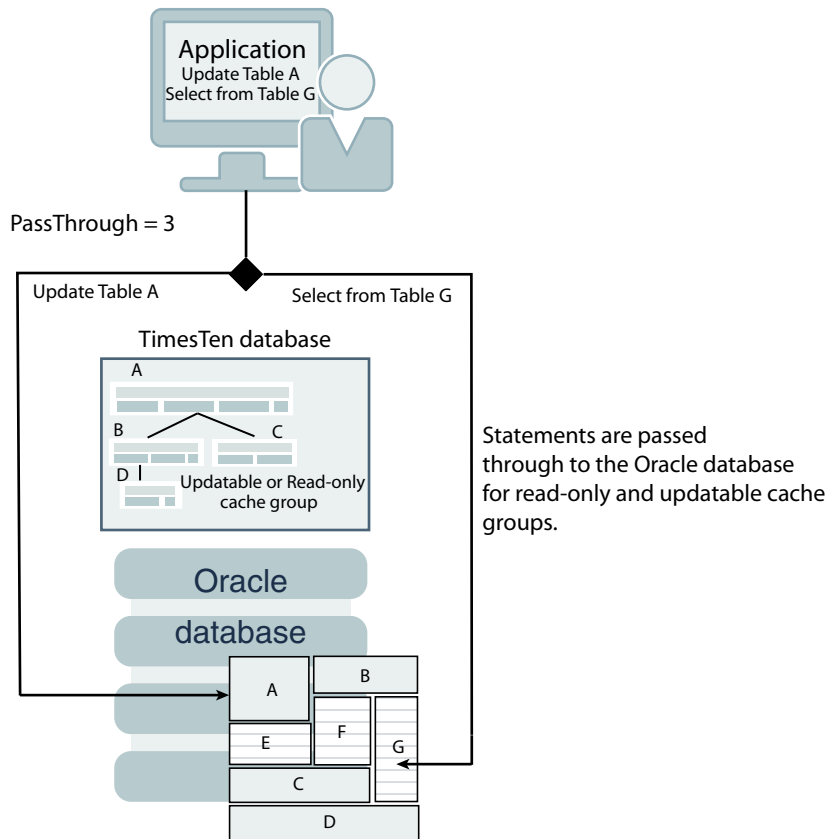 Application
Update Table A
Select from Table G
PassThrough = 3
Update Table A
Select from Table G
TimesTen database
A
B
C
D
Updatable or Read-only
cache group
Statements are passed
through to the Oracle database
for read-only and updatable cache
groups.
Oracle
database
A
B
E
F
G
C
D